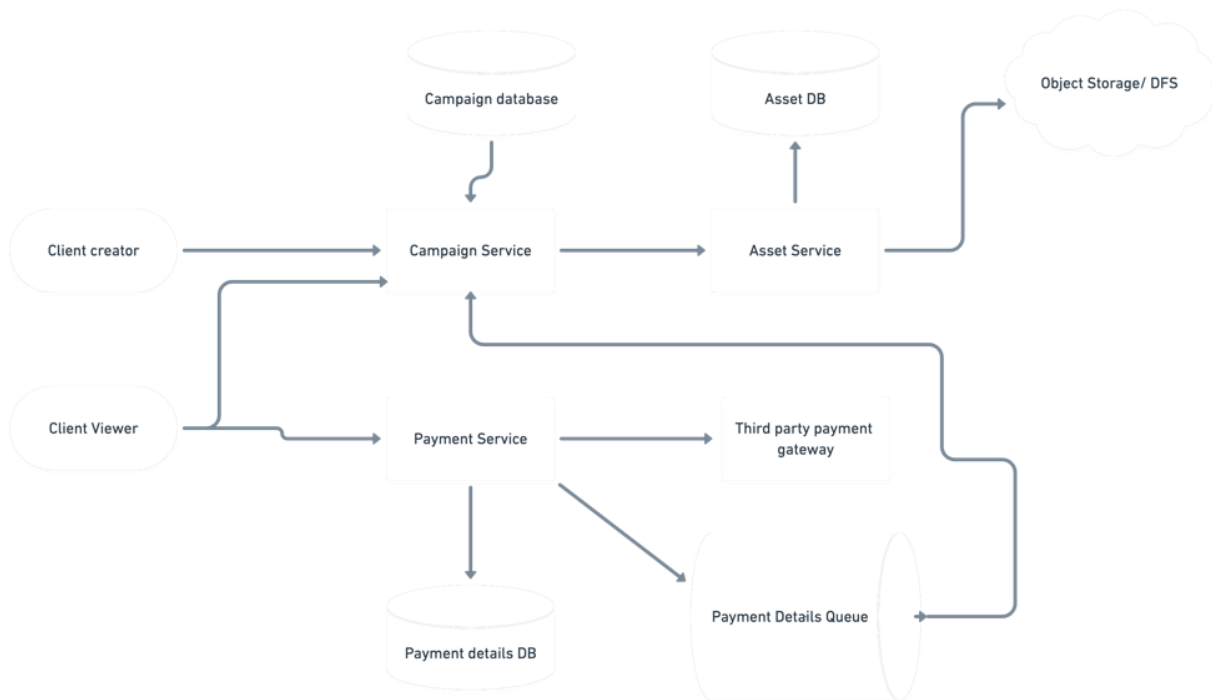 Campaign database
Asset DB
Object Storage/ DFS
Client creator
Campaign Service
Asset Service
Client Viewer
Payment Service
Third party payment
gateway
Payment Details Queue
Payment details DB